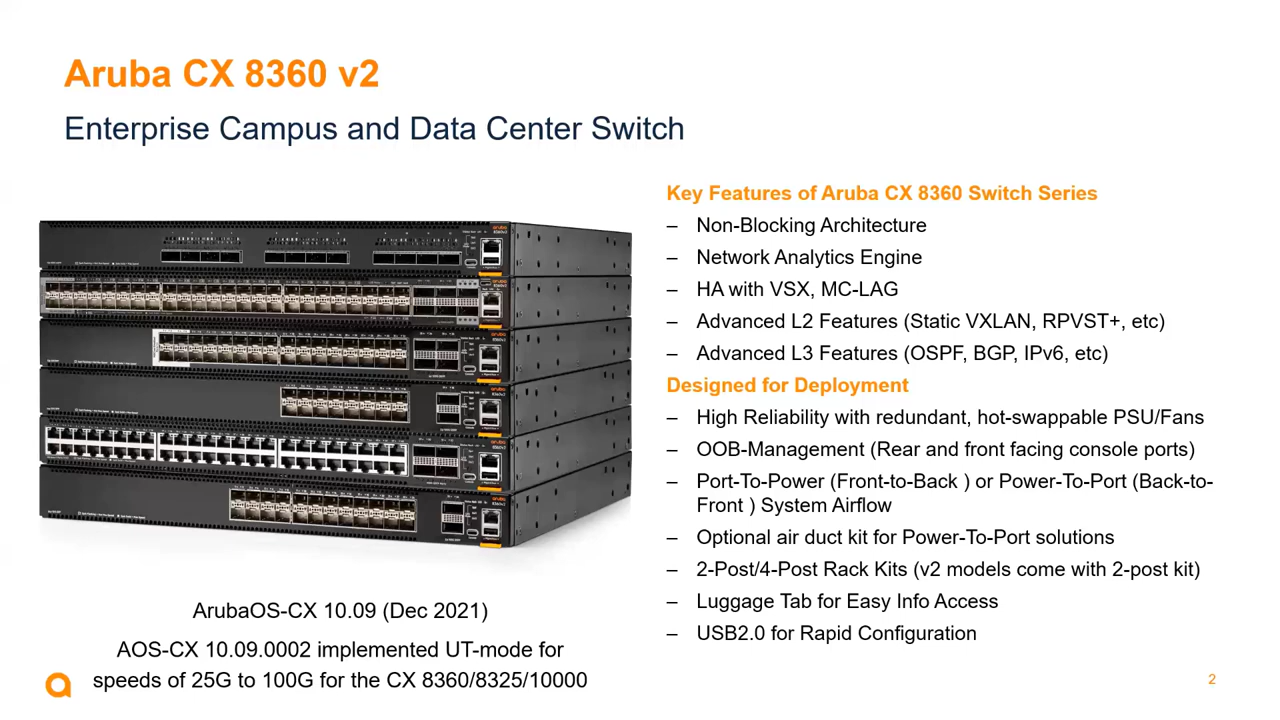 Aruba CX 8360 v2
Enterprise Campus and Data Center Switch
Key Features of Aruba CX 8360 Switch Series
– Non-Blocking Architecture
– Network Analytics Engine
– HA with VSX, MC-LAG
– Advanced L2 Features (Static VXLAN, RPVST+, etc)
– Advanced L3 Features (OSPF, BGP, IPv6, etc)
Designed for Deployment
– High Reliability with redundant, hot-swappable PSU/Fans
– OOB-Management (Rear and front facing console ports)
– Port-To-Power (Front-to-Back ) or Power-To-Port (Back-to-
Front ) System Airflow
– Optional air duct kit for Power-To-Port solutions
– 2-Post/4-Post Rack Kits (v2 models come with 2-post kit)
– Luggage Tab for Easy Info Access
– USB2.0 for Rapid Configuration
ArubaOS-CX 10.09 (Dec 2021)
AOS-CX 10.09.0002 implemented UT-mode for
speeds of 25G to 100G for the CX 8360/8325/10000
2